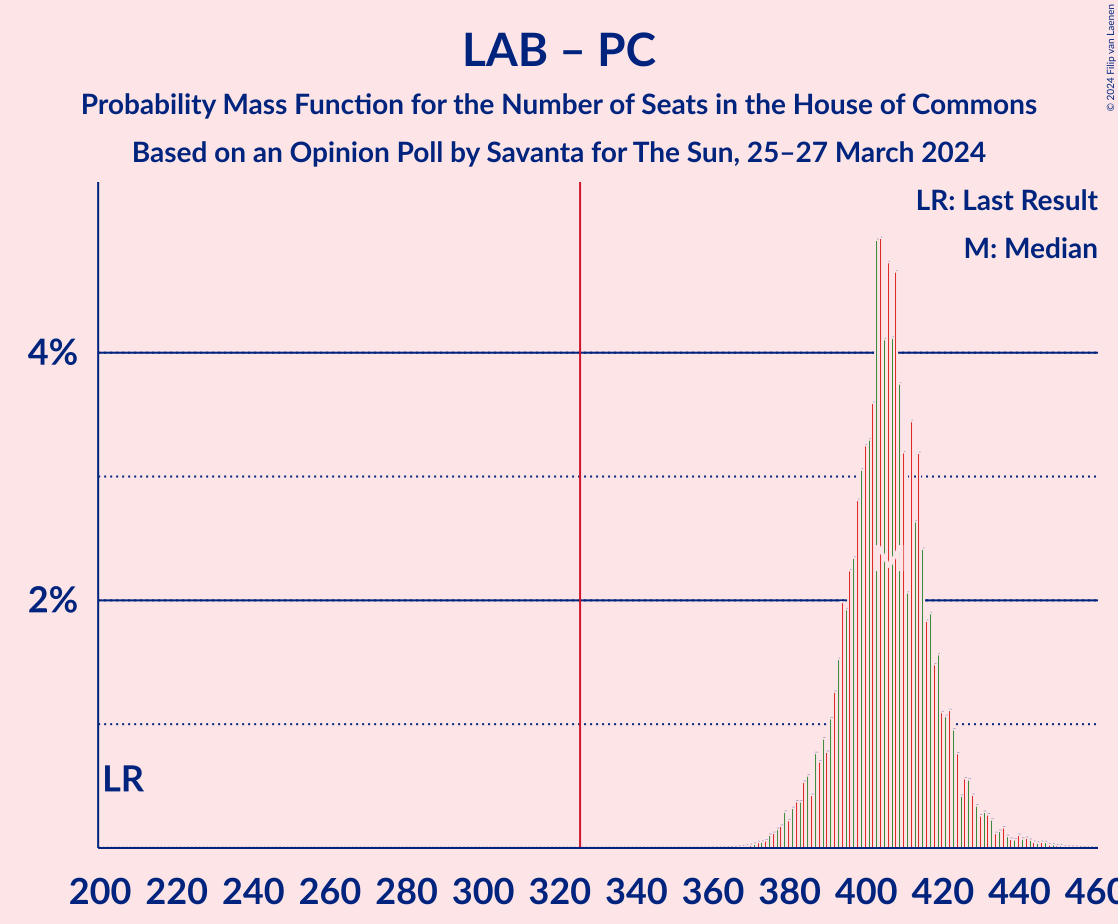 LAB – PC
Probability Mass Function for the Number of Seats in the House of Commons
Based on an Opinion Poll by Savanta for The Sun, 25–27 March 2024
© 2024 Filip van Laenen
LR: Last Result
M: Median
4%
2%
LR
200 220 240 260 280 300 320 340 360 380 400 420 440 460